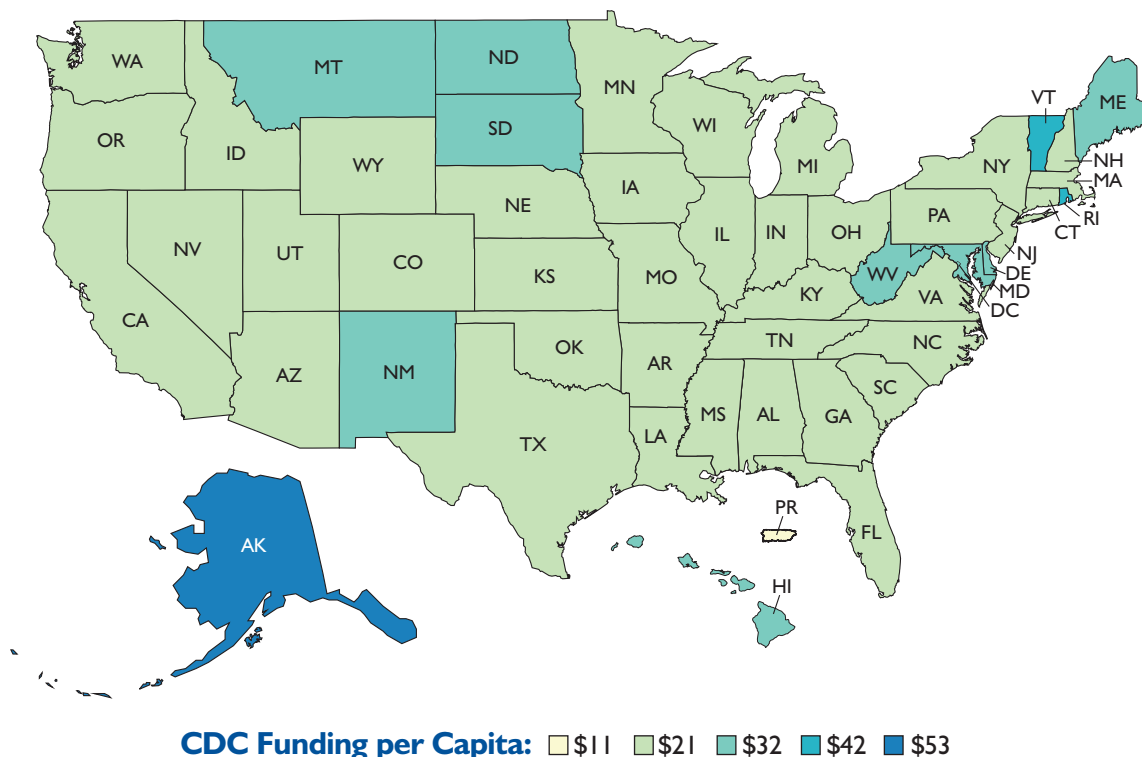 WA
MT
ND
MN
VT
ME
OR
ID
SD
WI
MI
NY
NH
MA
WY
IA
NE
PA
RI
CT
NV
UT
CO
IL
IN
OH
NJ
KS
MO
WV
DE
MD
DC
KY
VA
CA
OK
TN
NC
AZ
NM
AR
SC
TX
MS
AL
GA
LA
PR
FL
AK
HI
CDC Funding per Capita: $11 $21 $32 $42 $53